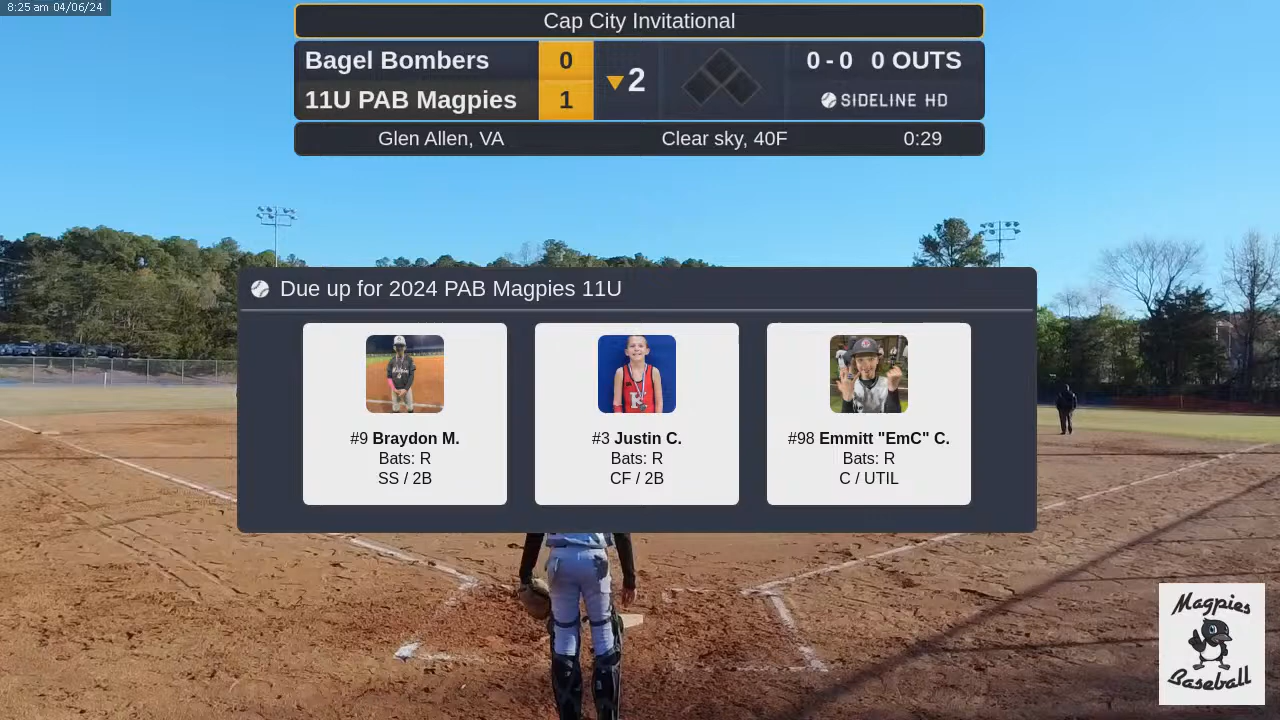 8:25 am 04/06/24
Cap City Invitational
Bagel Bombers 0
11U PAB Magpies 1
2
0 - 0 0 OUTS
SIDELINE HD
Glen Allen, VA Clear sky, 40F 0:29
Due up for 2024 PAB Magpies 11U
#9 Braydon M.
Bats: R
SS / 2B
#3 Justin C.
Bats: R
CF / 2B
#98 Emmitt "EmC" C.
Bats: R
C / UTIL
Magpies
Baseball